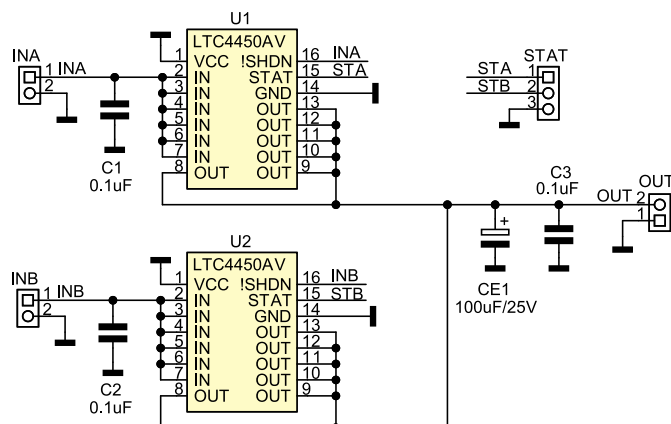 U1
LTC4450AV
INA
1 INA
2
1 VCC !SHDN 16 INA
2 IN STAT 15 STA
3 IN GND 14
4 IN OUT 13
5 IN OUT 12
6 IN OUT 11
7 IN OUT 10
8 OUT OUT 9
C1
0.1uF
STAT
STA 1
STB 2
3
C3
0.1uF
OUT
OUT 2
1
+
CE1
100uF/25V
U2
LTC4450AV
INB
1 INB
2
1 VCC !SHDN 16 INB
2 IN STAT 15 STB
3 IN GND 14
4 IN OUT 13
5 IN OUT 12
6 IN OUT 11
7 IN OUT 10
8 OUT OUT 9
C2
0.1uF